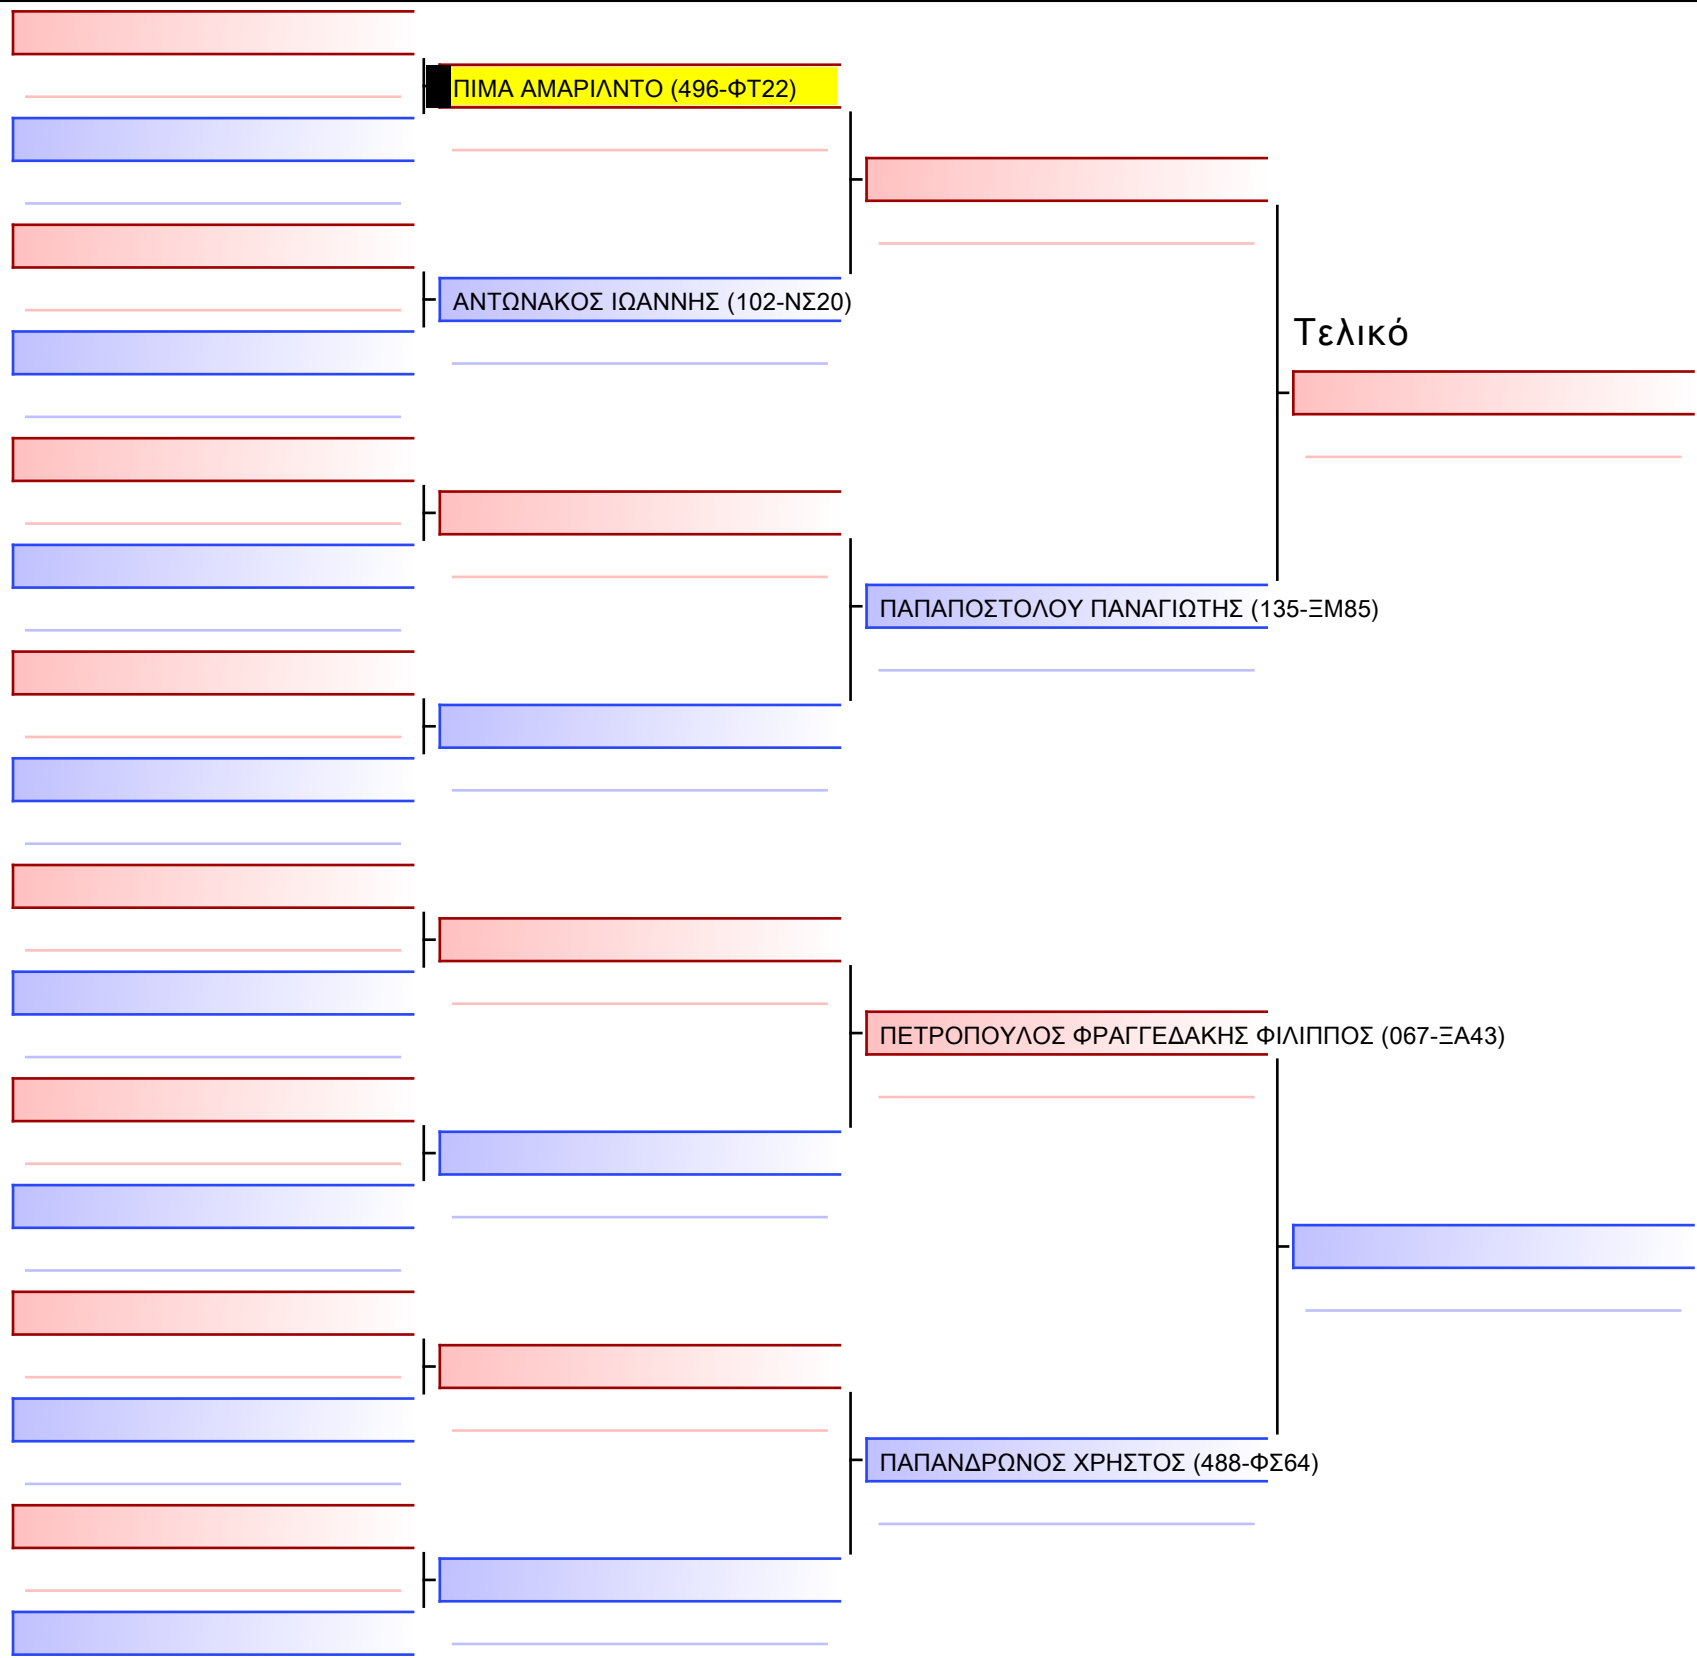 ΠΙΜΑ ΑΜΑΡΙΛΝΤΟ (496-ΦΤ22)
ΑΝΤΩΝΑΚΟΣ ΙΩΑΝΝΗΣ (102-ΝΣ20)
Τελικό
ΠΑΠΑΠΟΣΤΟΛΟΥ ΠΑΝΑΓΙΩΤΗΣ (135-ΞΜ85)
ΠΕΤΡΟΠΟΥΛΟΣ ΦΡΑΓΓΕΔΑΚΗΣ ΦΙΛΙΠΠΟΣ (067-ΞΑ43)
ΠΑΠΑΝΔΡΩΝΟΣ ΧΡΗΣΤΟΣ (488-ΦΣ64)